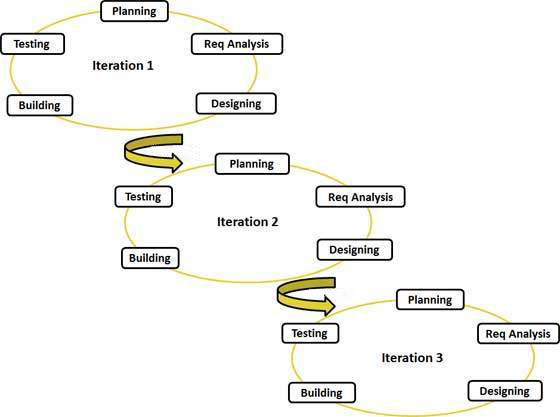 Planning
Testing
Req Analysis
Iteration 1
Building
Designing
Planning
Testing
Req Analysis
Iteration 2
Designing
Building
Planning
Testing
Req Analysis
Iteration 3
Building
Designing